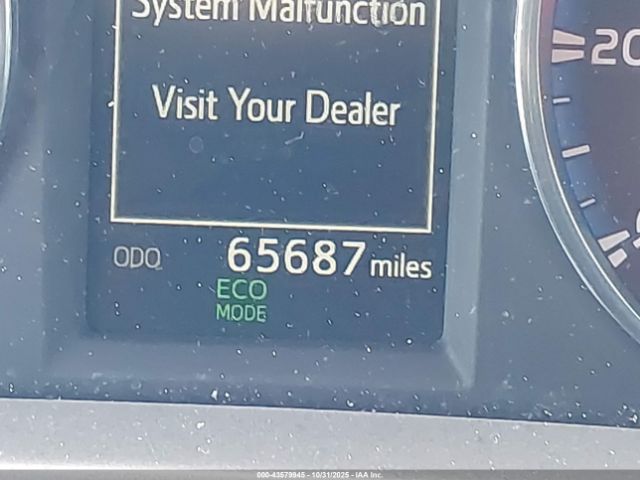 System Malfunction
Visit Your Dealer
20
ODO 65687 miles
ECO
MODE
000-43579945 - 10/31/2025 - IAA Inc.